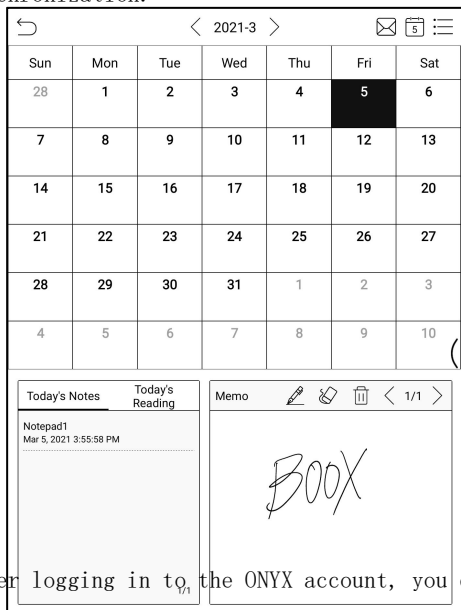 chronization.
2021-3 5
Sun Mon Tue Wed Thu Fri Sat
28 1 2 3 4 5 6
7 8 9 10 11 12 13
14 15 16 17 18 19 20
21 22 23 24 25 26 27
28 29 30 31 1 2 3
4 5 6 7 8 9 10
(
Today's Notes Today's Reading
Notepad1
Mar 5, 2021 3:55:58 PM
1/1
Memo 1/1
BOOX
er logging in to the ONYX account, you